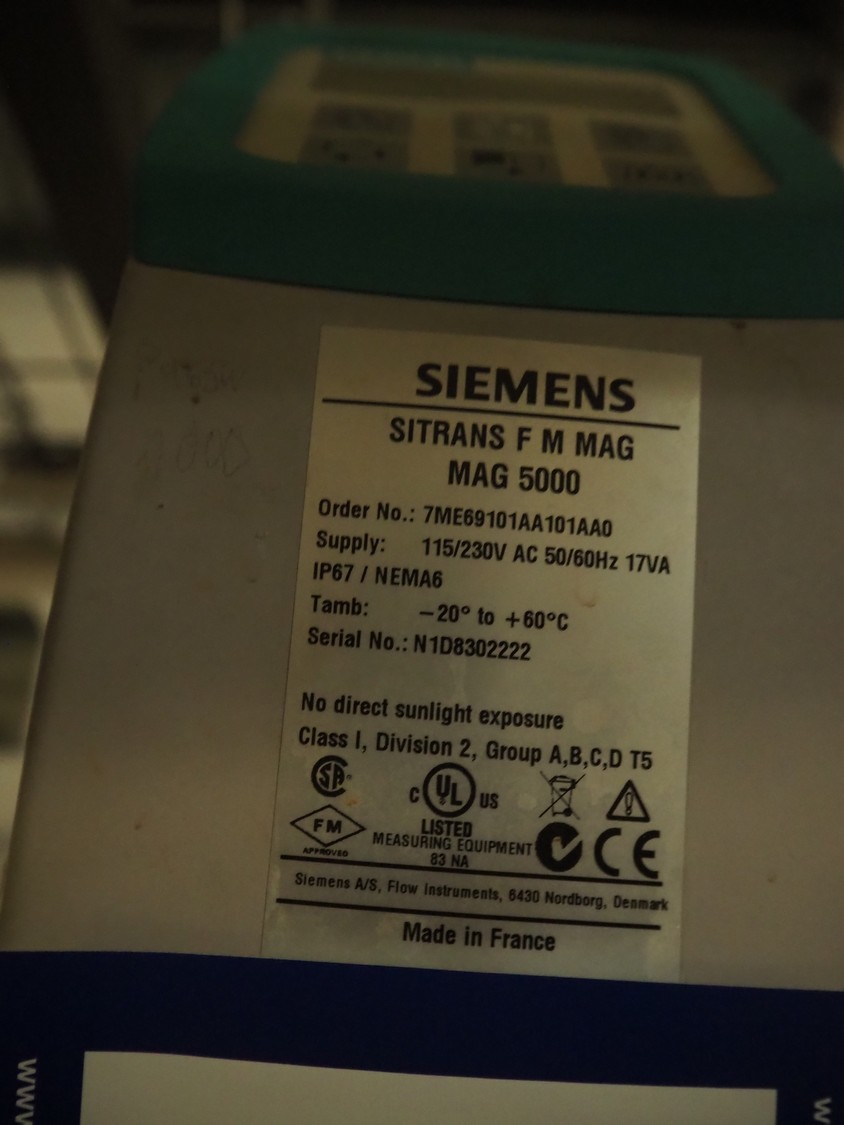 SIEMENS
SITRANS F M MAG
MAG 5000
Order No.: 7ME69101AA101AA0
Supply: 115/230V AC 50/60Hz 17VA
IP67 / NEMA6
Tamb: –20° to +60°C
Serial No.: N1D8302222
No direct sunlight exposure
Class I, Division 2, Group A,B,C,D T5
SA
C UL US
FM
APPROVED
LISTED
MEASURING EQUIPMENT
83 NA
CE
Siemens A/S, Flow Instruments, 6430 Nordborg, Denmark
Made in France